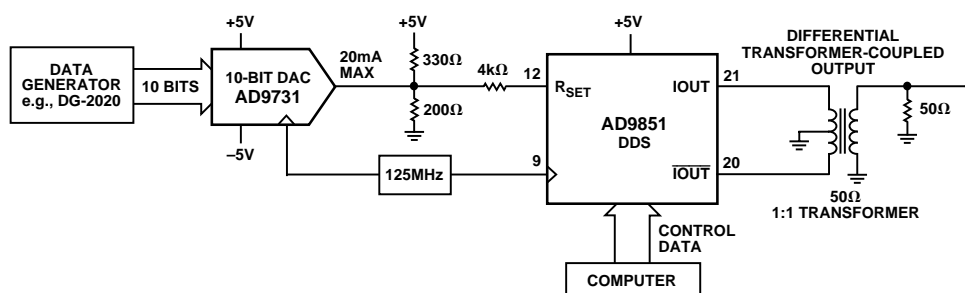 DATA
GENERATOR
e.g., DG-2020
10 BITS
+5V
10-BIT DAC
AD9731
–5V
20mA
MAX
+5V
330Ω
200Ω
4kΩ
125MHz
+5V
12
RSET
9
AD9851
DDS
IOUT
21
IOUT
20
CONTROL
DATA
COMPUTER
DIFFERENTIAL
TRANSFORMER-COUPLED
OUTPUT
50Ω
50Ω
1:1 TRANSFORMER